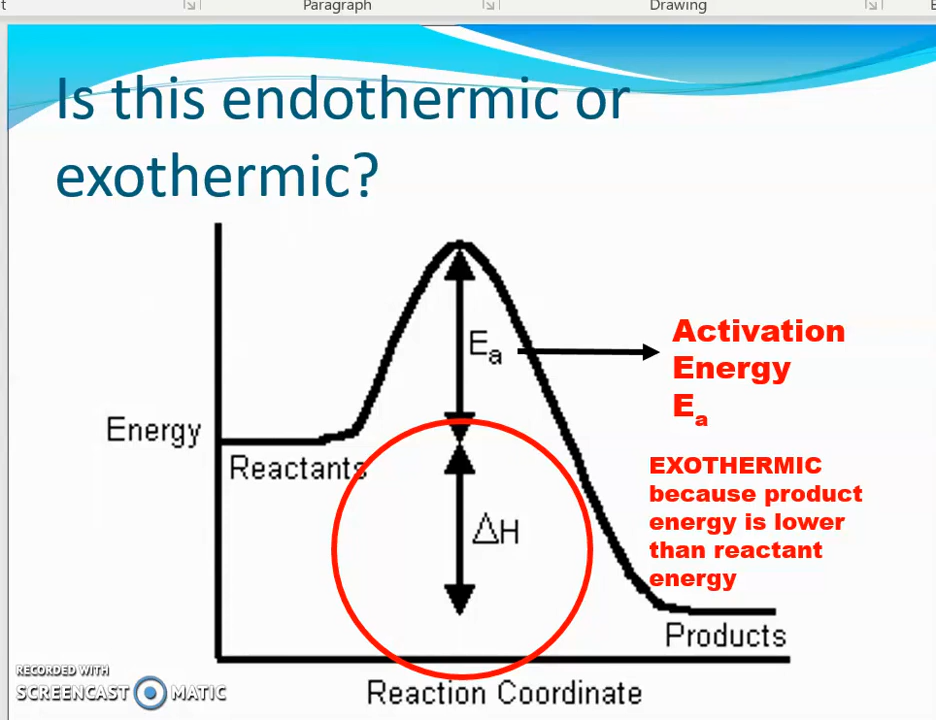 Paragraph
Drawing
Is this endothermic or
exothermic?
Activation
Energy
Eₐ
Eₐ
Energy
Reactants
EXOTHERMIC
because product
energy is lower
than reactant
energy
ΔH
Products
Reaction Coordinate
RECORDED WITH
SCREENCAST MATIC